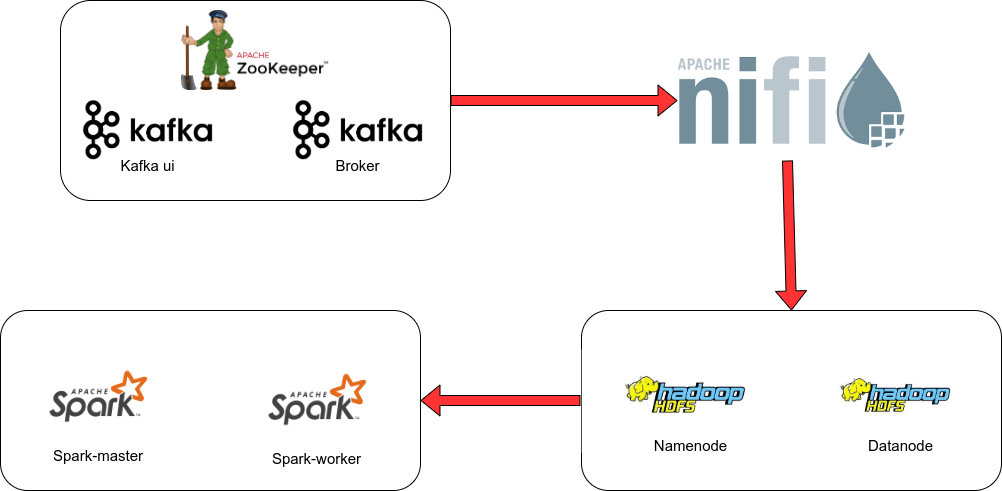 APACHE
ZooKeeper™
kafka
Kafka ui
kafka
Broker
APACHE
nifi
APACHE
Spark™
Spark-master
APACHE
Spark™
Spark-worker
hadoop
HDFS
Namenode
hadoop
HDFS
Datanode